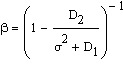 β = (1 − D₂ / (σ² + D₁))⁻¹